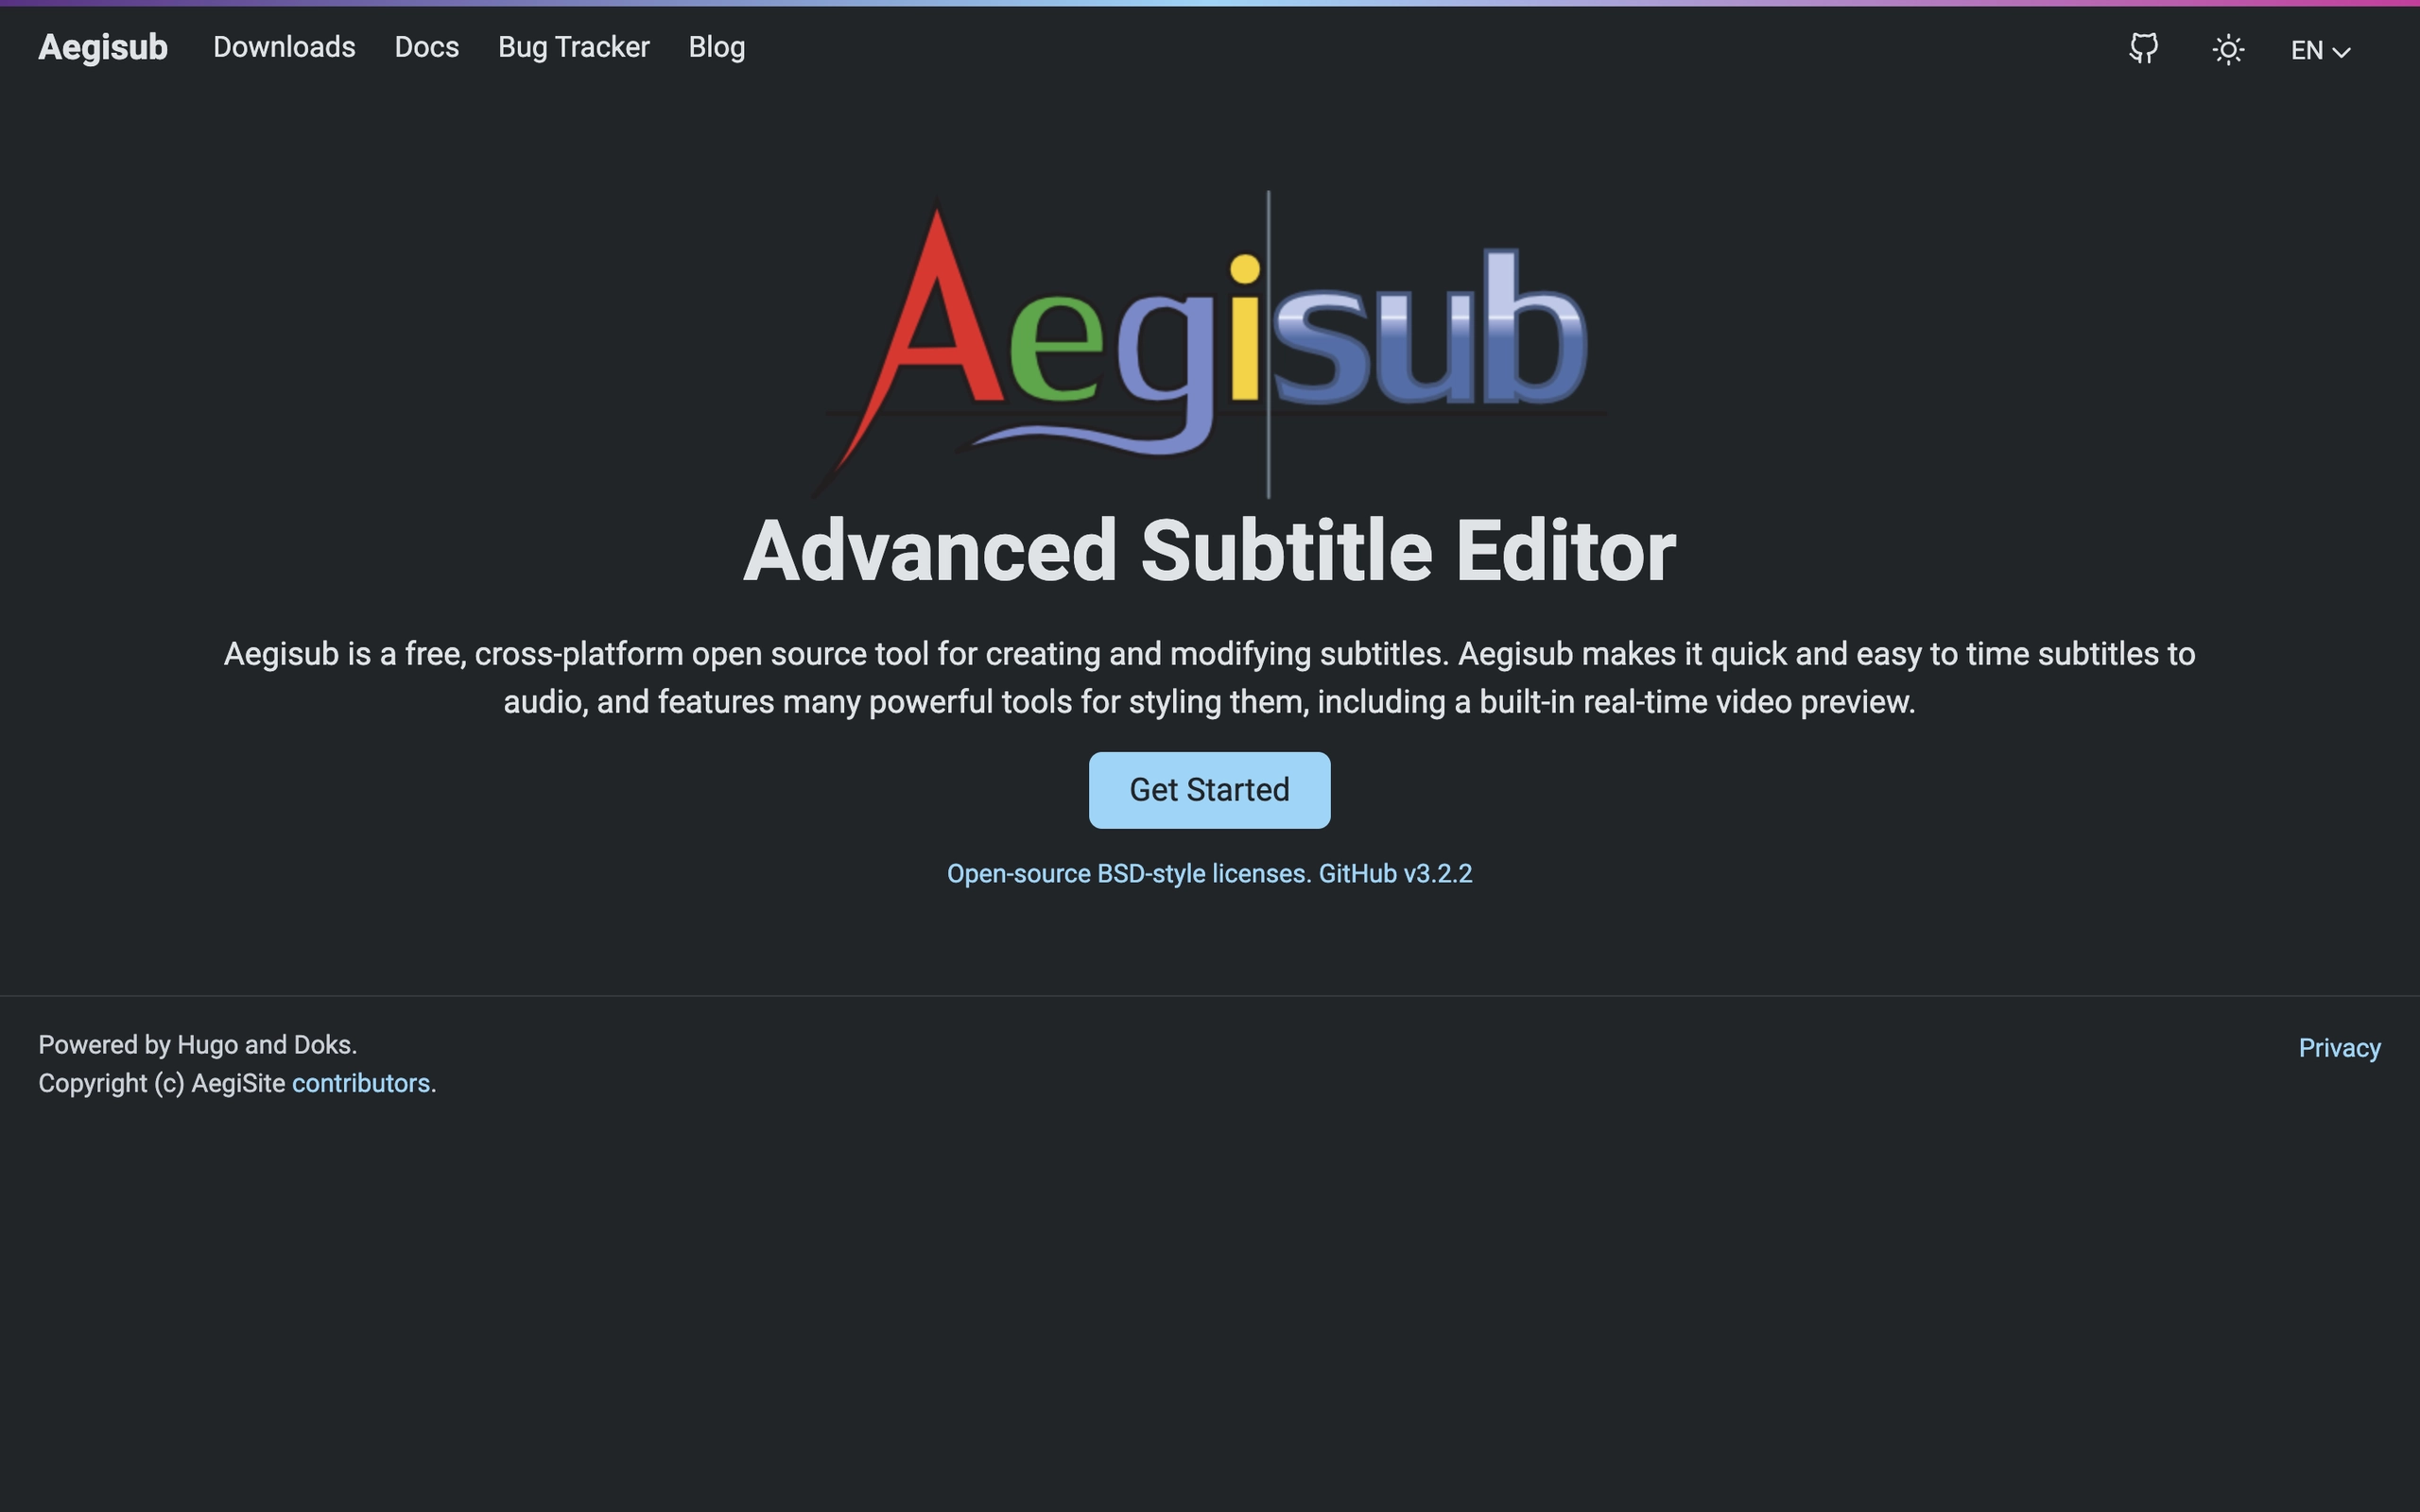 Aegisub Downloads Docs Bug Tracker Blog EN
Aegisub
Advanced Subtitle Editor
Aegisub is a free, cross-platform open source tool for creating and modifying subtitles. Aegisub makes it quick and easy to time subtitles to
audio, and features many powerful tools for styling them, including a built-in real-time video preview.
Get Started
Open-source BSD-style licenses. GitHub v3.2.2
Powered by Hugo and Doks.
Privacy
Copyright (c) AegiSite contributors.